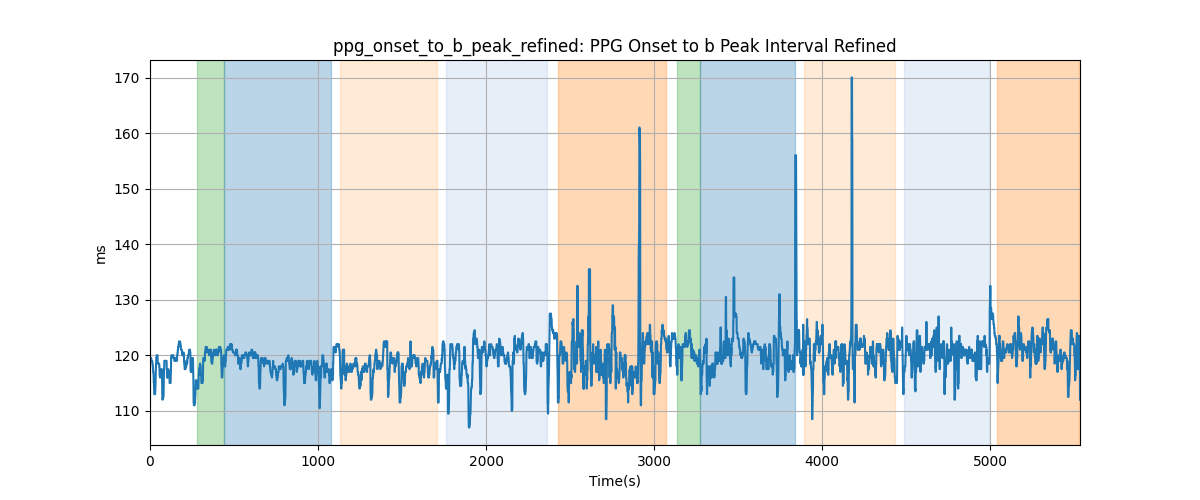 ppg_onset_to_b_peak_refined: PPG Onset to b Peak Interval Refined
170
160
150
140
130
120
110
ms
0 1000 2000 3000 4000 5000
Time(s)